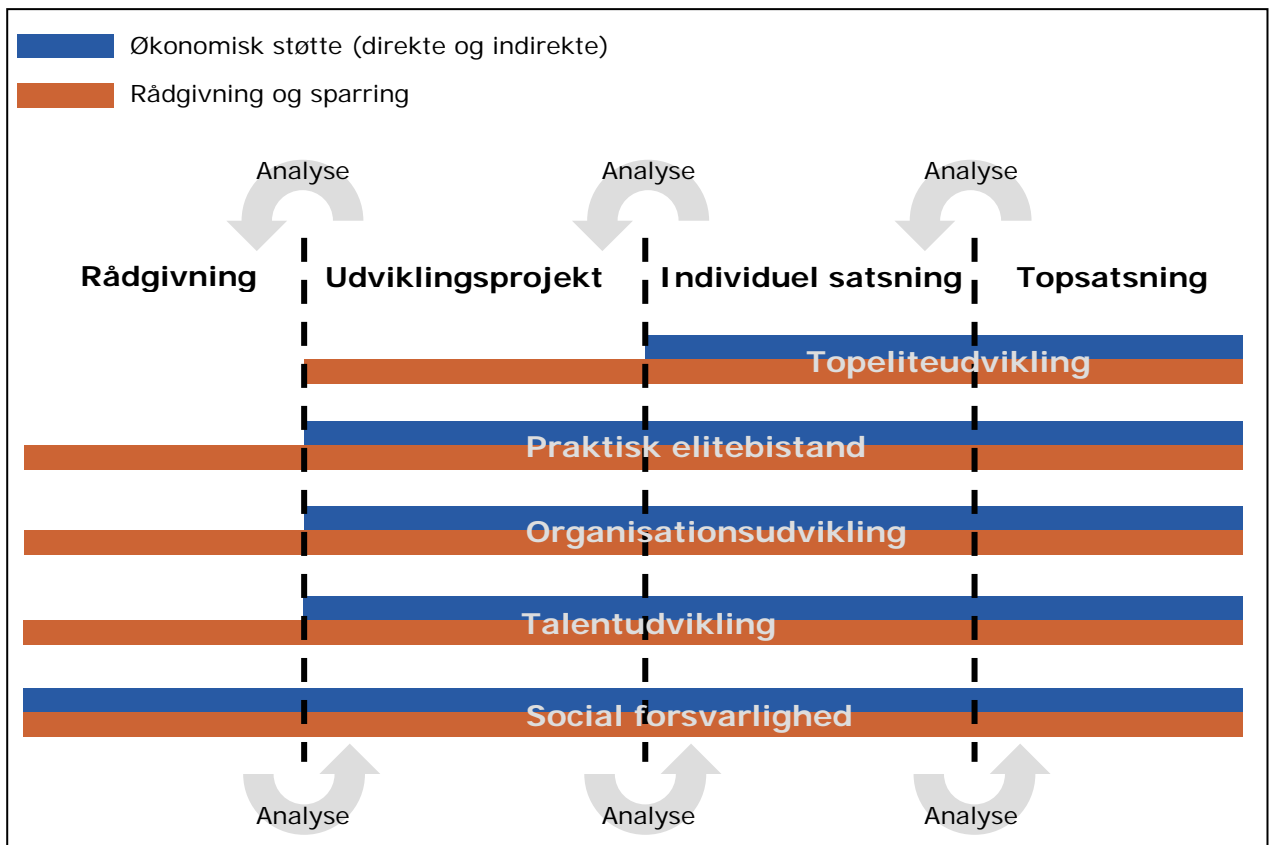 Økonomisk støtte (direkte og indirekte)
Rådgivning og sparring
Analyse Analyse Analyse
Rådgivning Udviklingsprojekt Individuel satsning Topsatsning
Topeliteudvikling
Praktisk elitebistand
Organisationsudvikling
Talentudvikling
Social forsvarlighed
Analyse Analyse Analyse